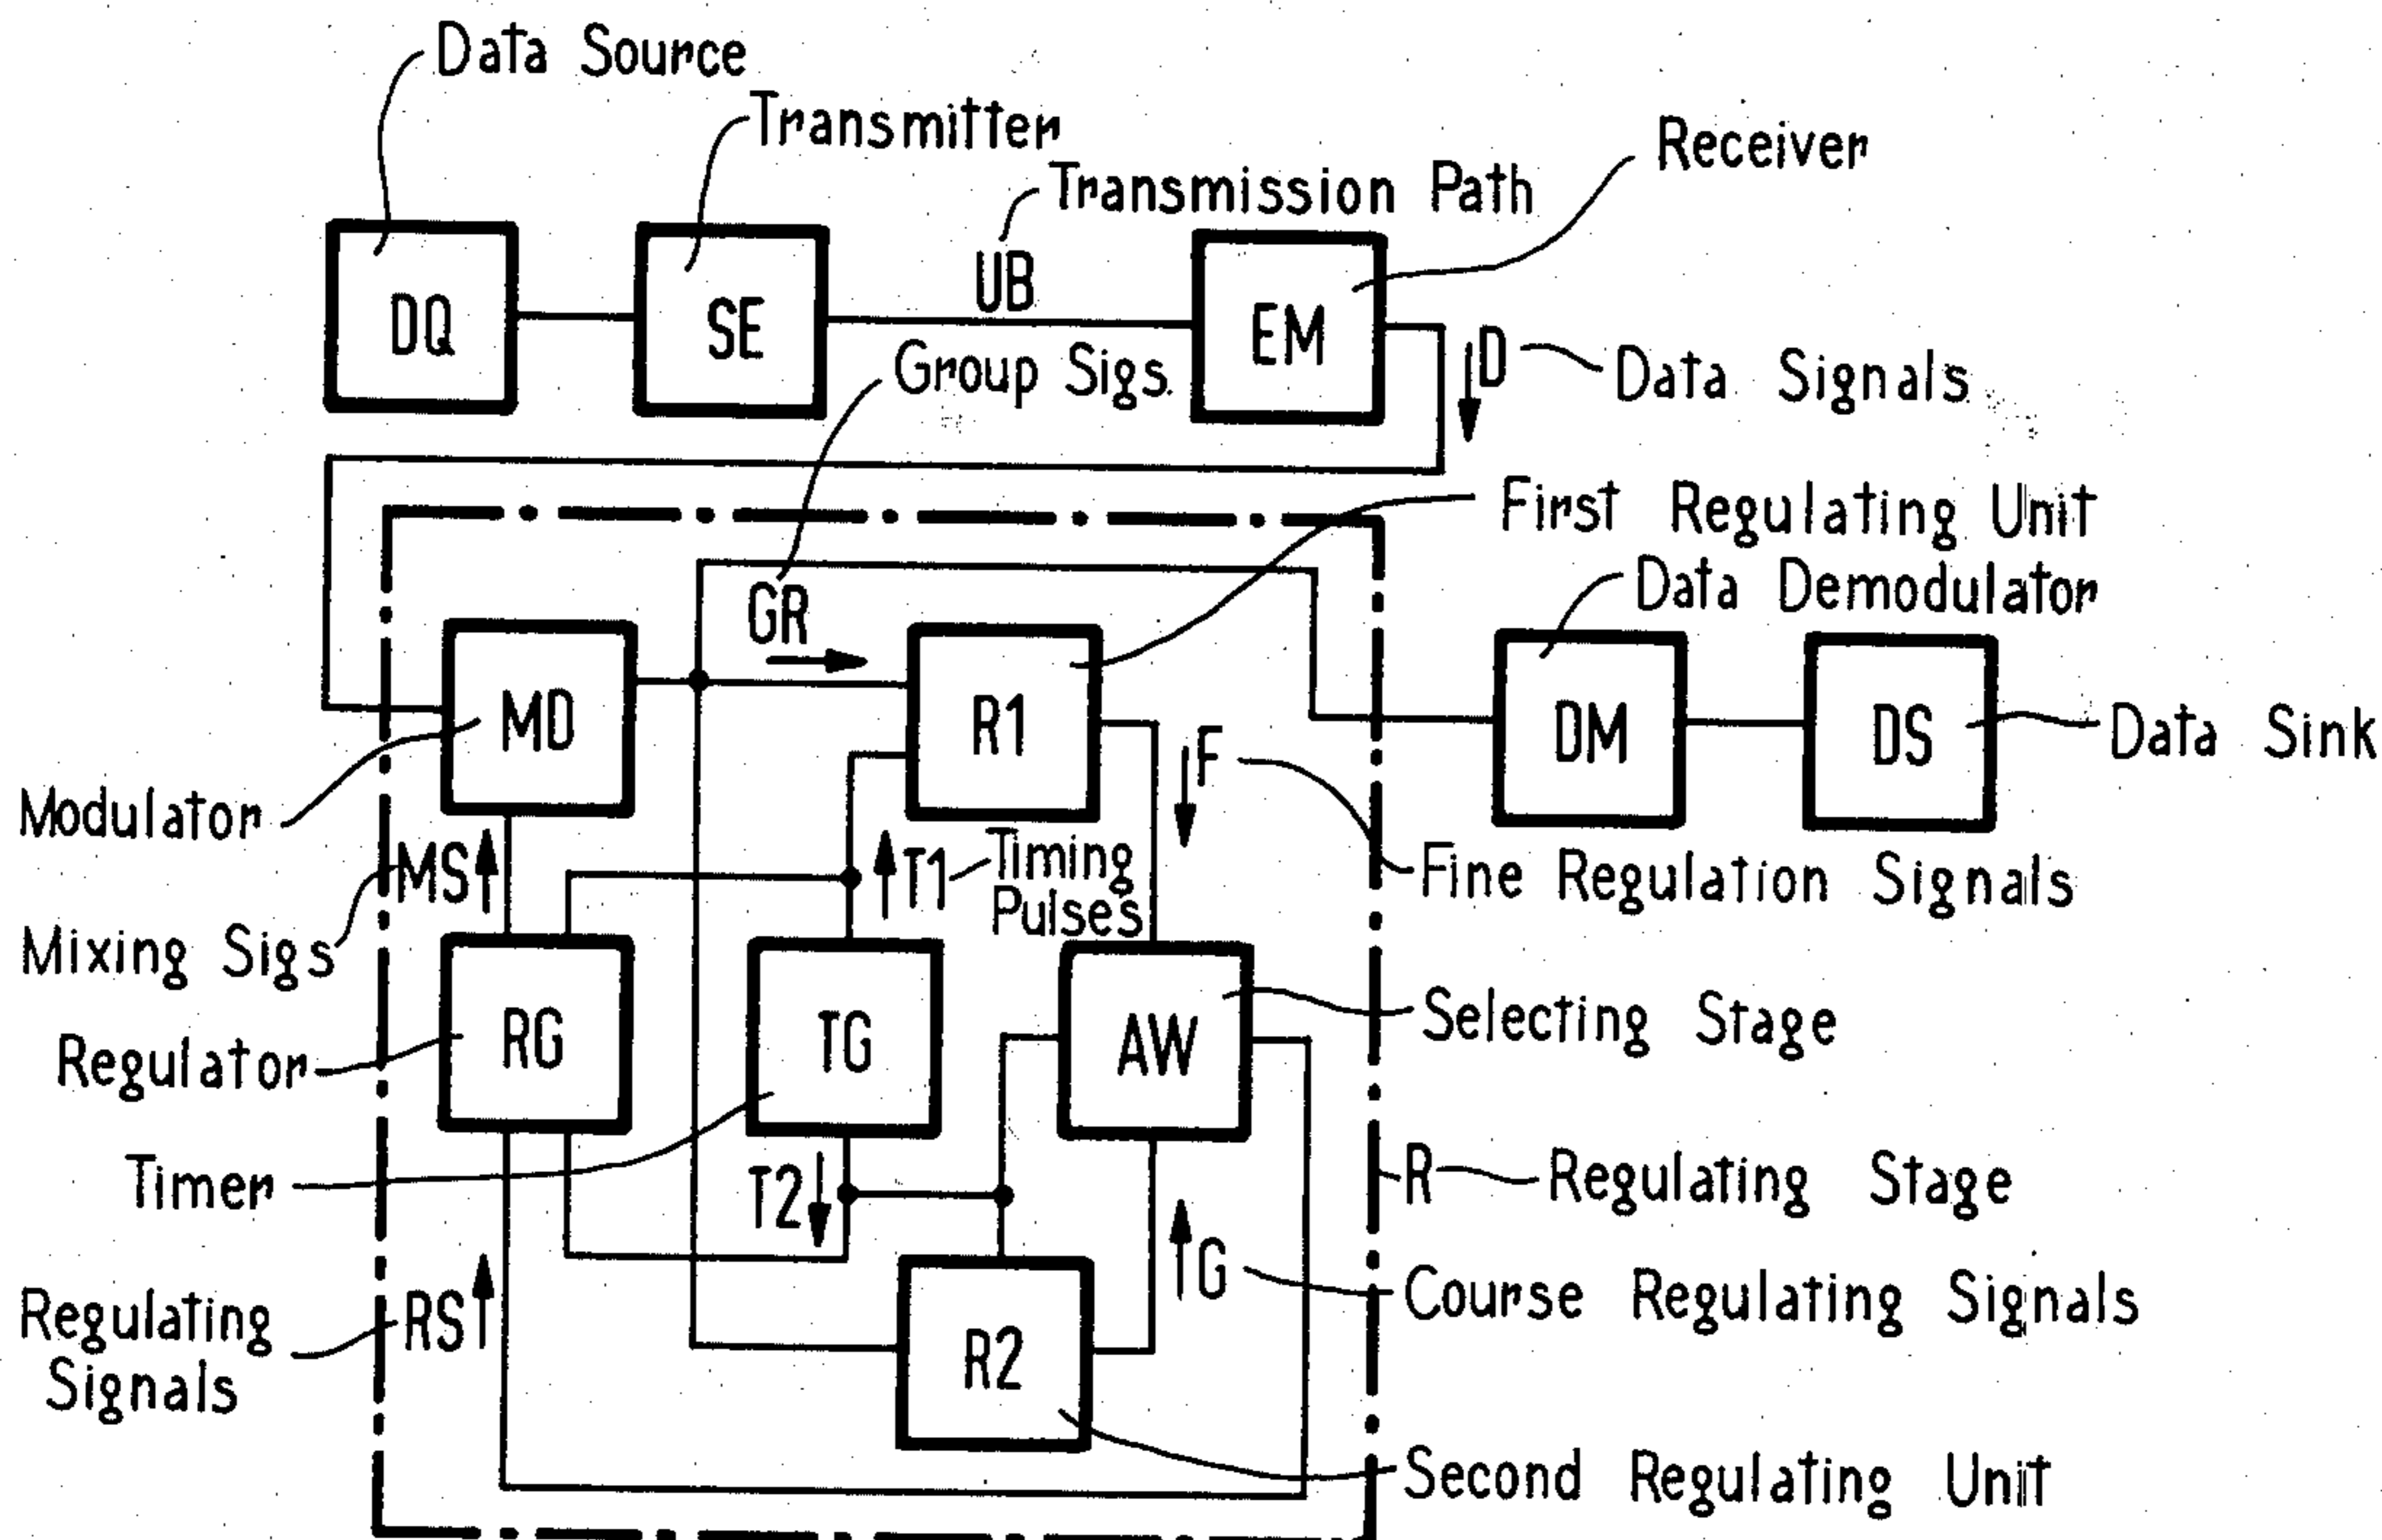 Data Source
Transmitter
Receiver
Transmission Path
UB
DQ
SE
EM
Group Sigs.
D
Data Signals
First Regulating Unit
Data Demodulator
GR
MD
R1
DM
DS
Data Sink
F
Modulator
MS
T1
Timing
Pulses
Fine Regulation Signals
Mixing Sigs
RG
TG
AW
Selecting Stage
Regulator
Timer
T2
R
Regulating Stage
Regulating
Signals
RS
G
Course Regulating Signals
R2
Second Regulating Unit